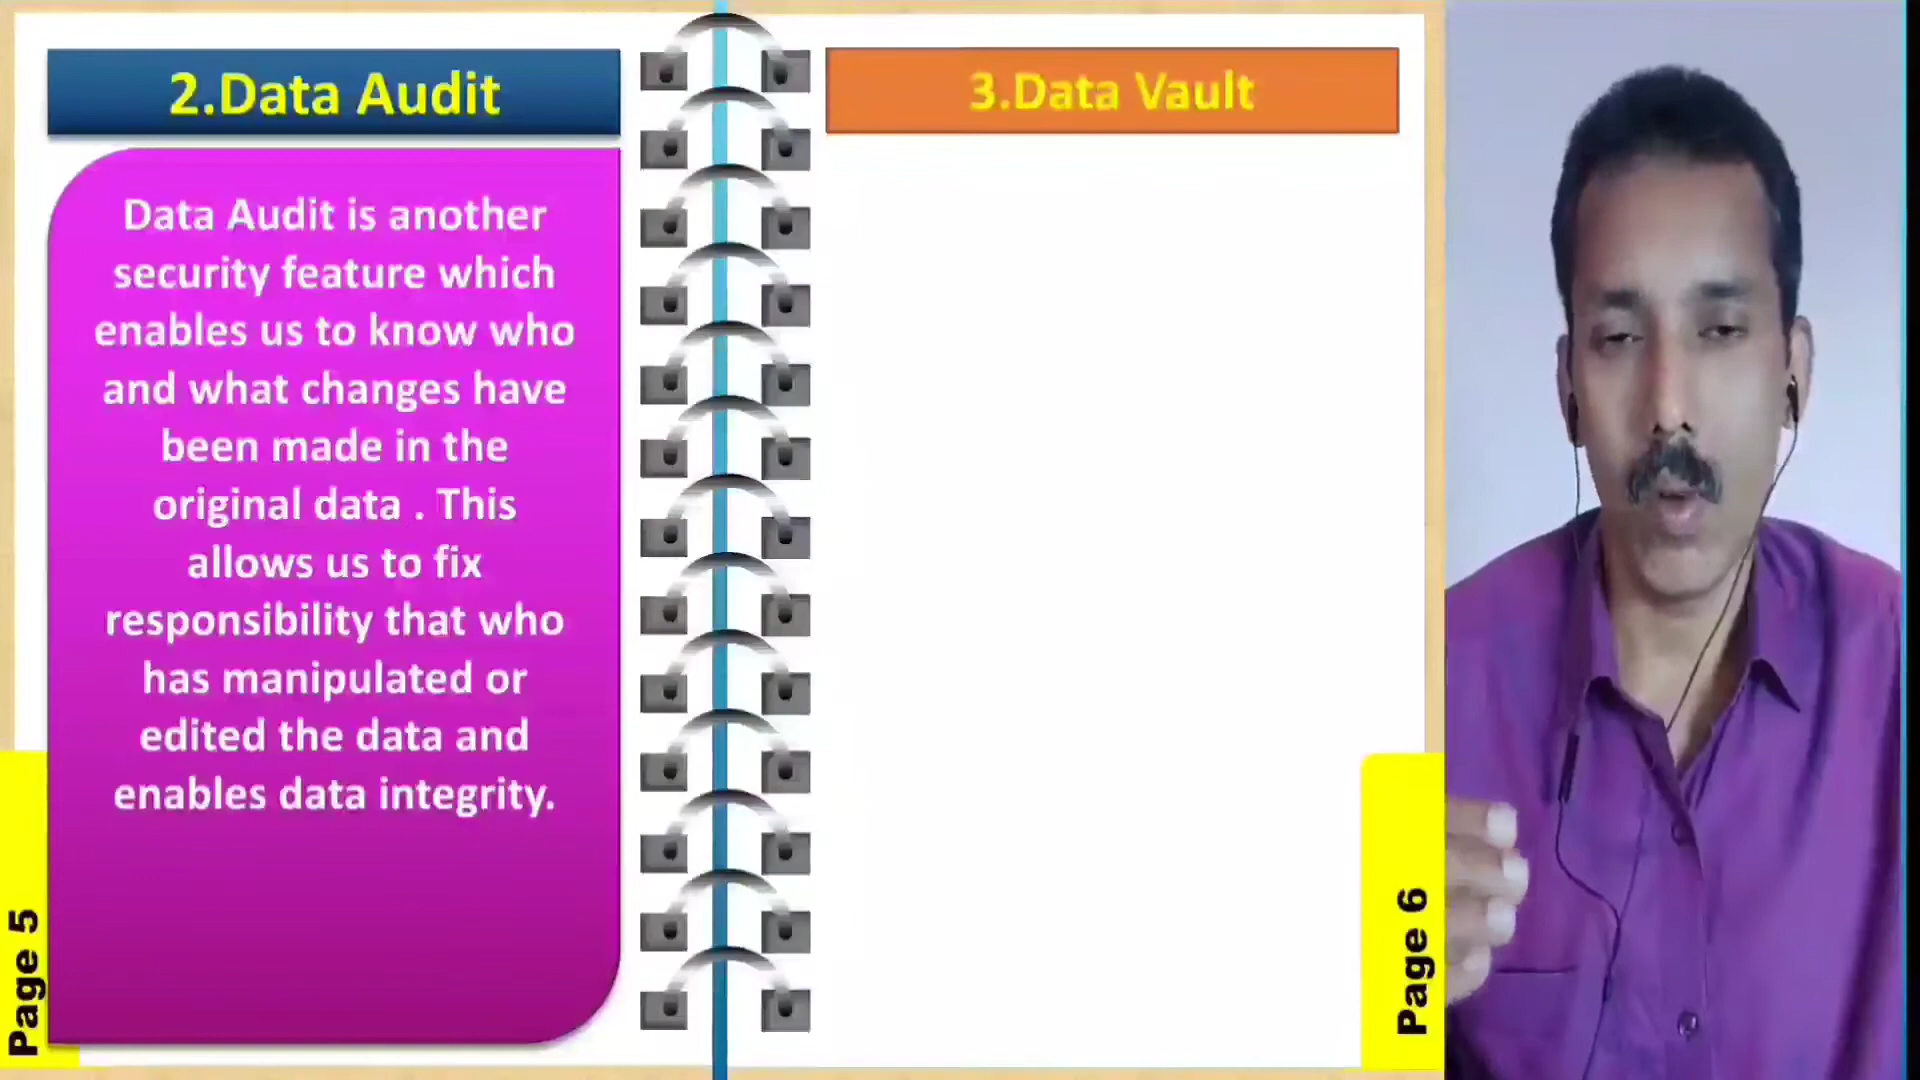 2.Data Audit
Data Audit is another
security feature which
enables us to know who
and what changes have
been made in the
original data . This
allows us to fix
responsibility that who
has manipulated or
edited the data and
enables data integrity.
Page 5
3.Data Vault
Page 6